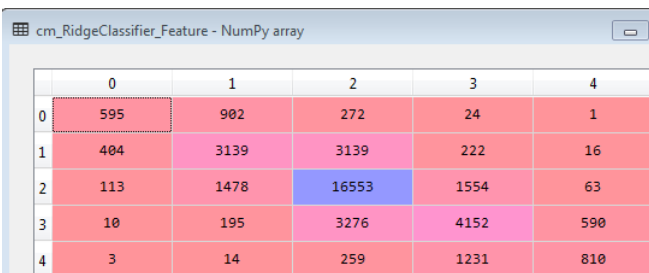 cm_RidgeClassifier_Feature - NumPy array
0 1 2 3 4
0 595 902 272 24 1
1 404 3139 3139 222 16
2 113 1478 16553 1554 63
3 10 195 3276 4152 590
4 3 14 259 1231 810